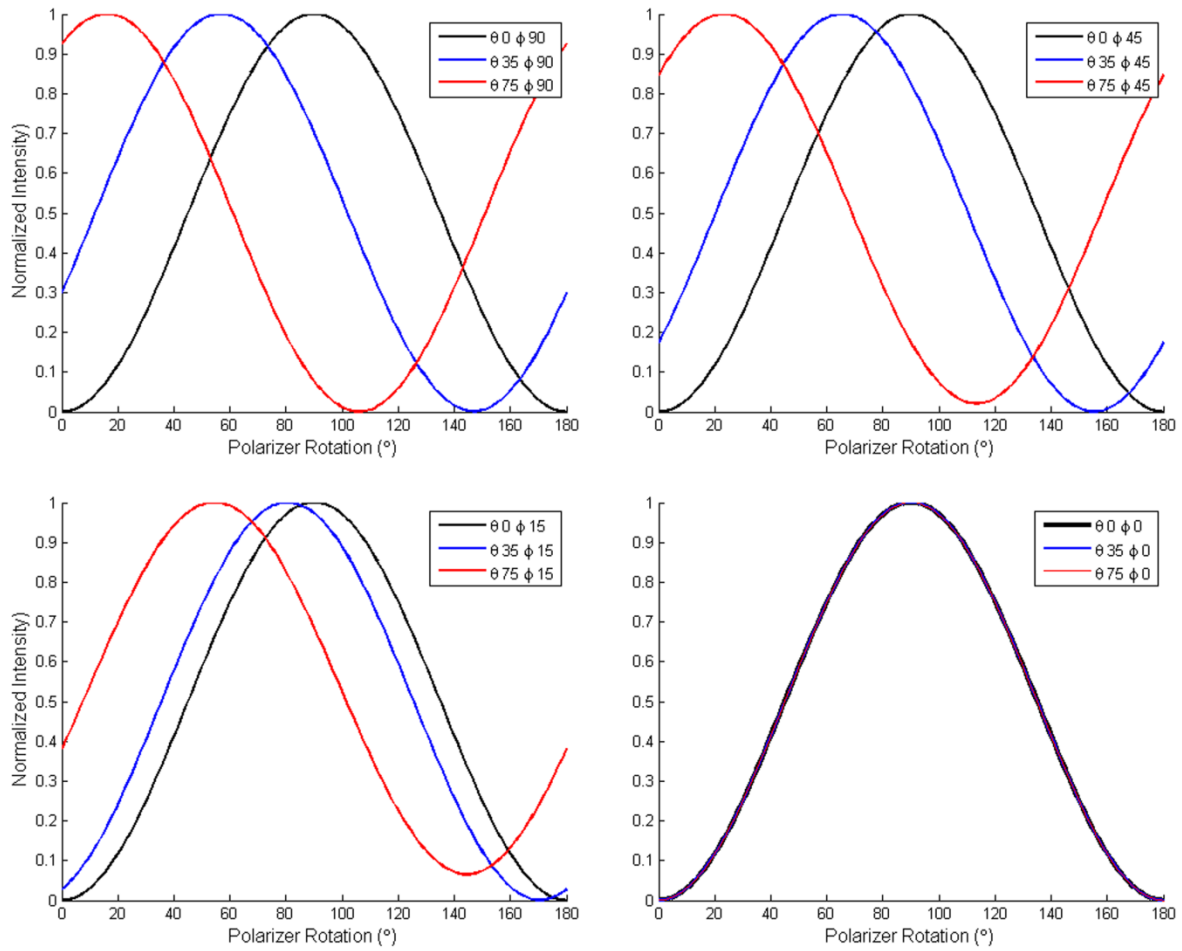 1
0.9
0.8
0.7
0.6
0.5
0.4
0.3
0.2
0.1
0
Normalized Intensity
0 20 40 60 80 100 120 140 160 180
Polarizer Rotation (°)
θ 0 ϕ 90
θ 35 ϕ 90
θ 75 ϕ 90
1
0.9
0.8
0.7
0.6
0.5
0.4
0.3
0.2
0.1
0
0 20 40 60 80 100 120 140 160 180
Polarizer Rotation (°)
θ 0 ϕ 45
θ 35 ϕ 45
θ 75 ϕ 45
1
0.9
0.8
0.7
0.6
0.5
0.4
0.3
0.2
0.1
0
Normalized Intensity
0 20 40 60 80 100 120 140 160 180
Polarizer Rotation (°)
θ 0 ϕ 15
θ 35 ϕ 15
θ 75 ϕ 15
1
0.9
0.8
0.7
0.6
0.5
0.4
0.3
0.2
0.1
0
0 20 40 60 80 100 120 140 160 180
Polarizer Rotation (°)
θ 0 ϕ 0
θ 35 ϕ 0
θ 75 ϕ 0